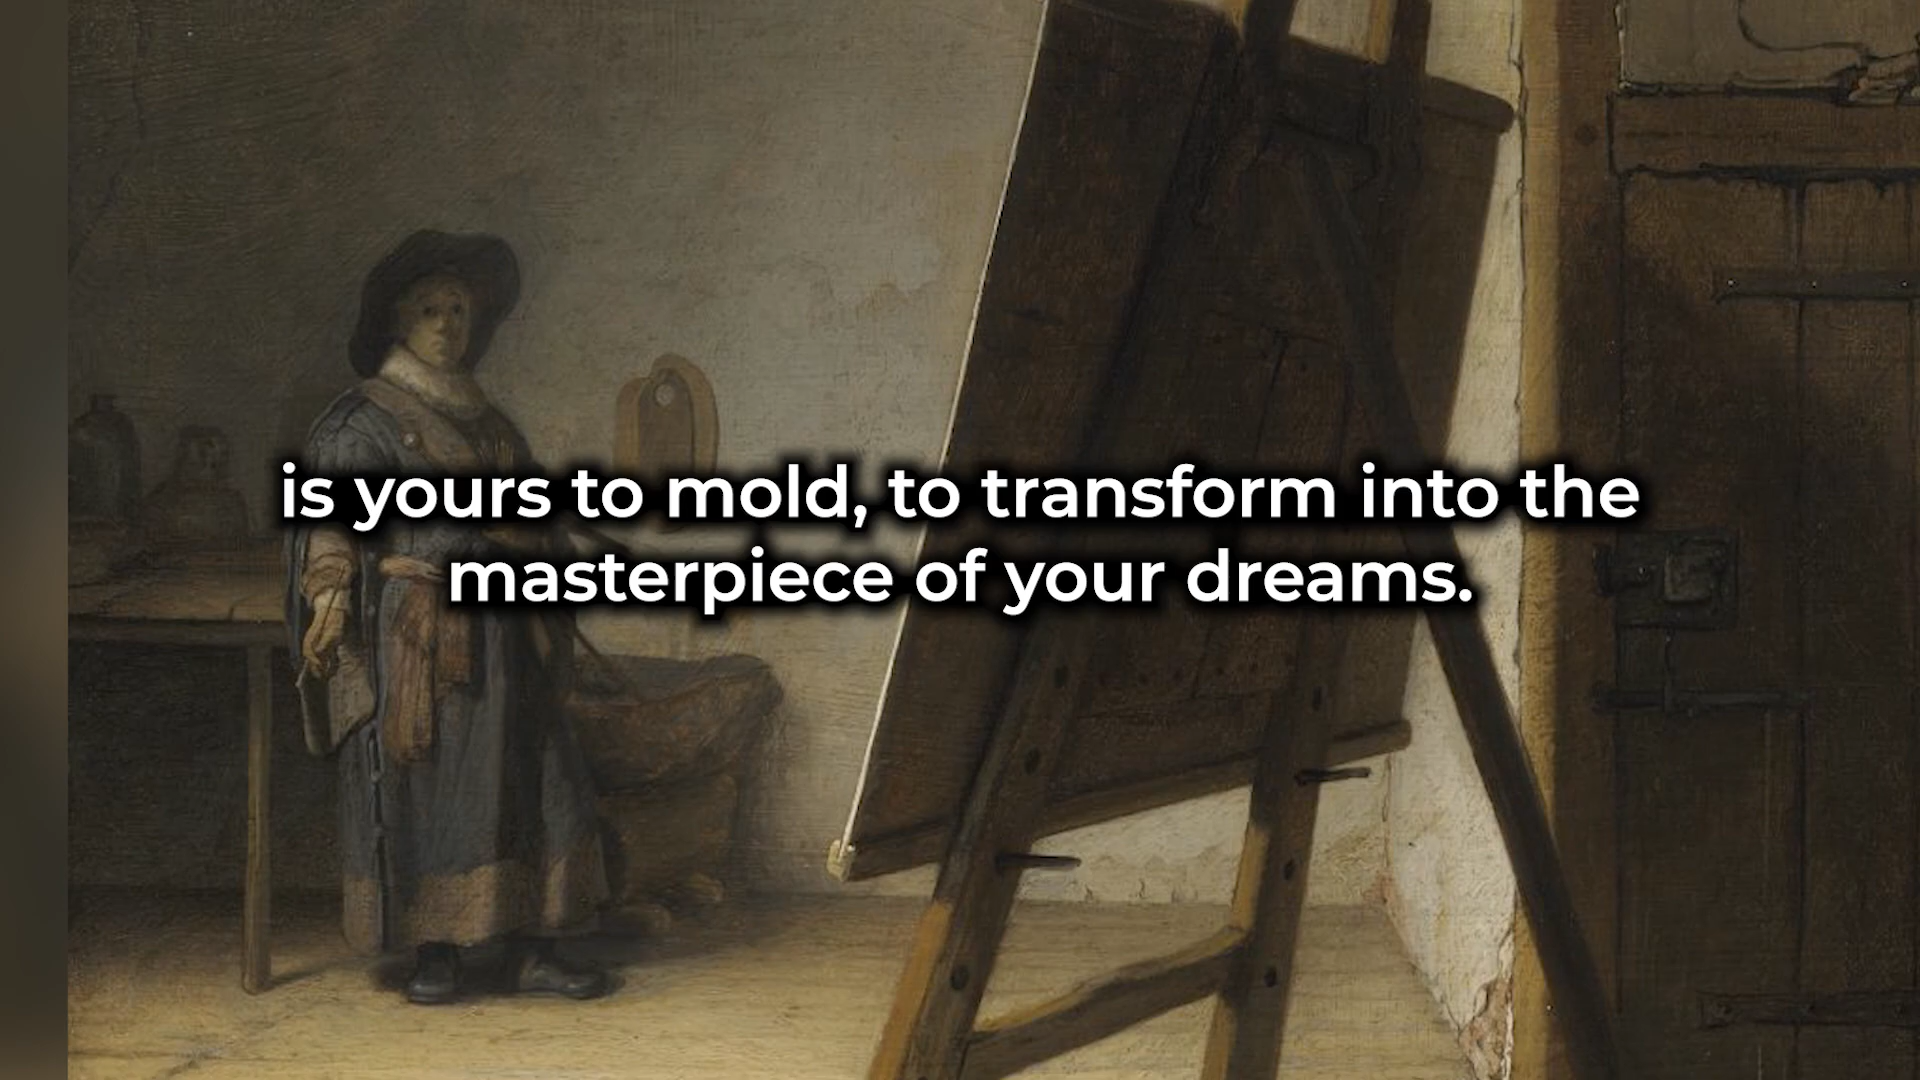 is yours to mold, to transform into the
masterpiece of your dreams.